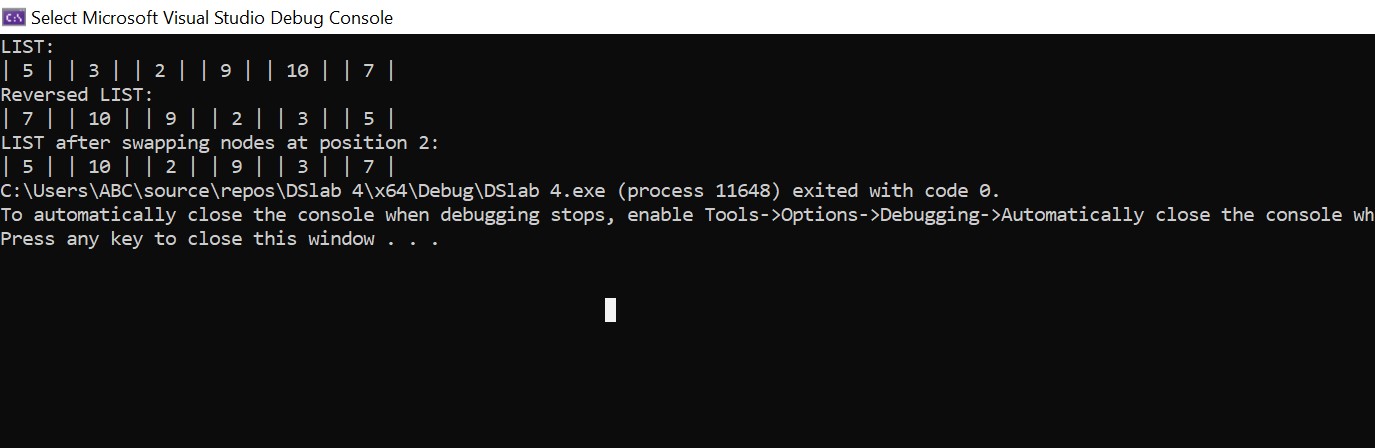 Select Microsoft Visual Studio Debug Console
LIST:
| 5 | | 3 | | 2 | | 9 | | 10 | | 7 |
Reversed LIST:
| 7 | | 10 | | 9 | | 2 | | 3 | | 5 |
LIST after swapping nodes at position 2:
| 5 | | 10 | | 2 | | 9 | | 3 | | 7 |
C:\Users\ABC\source\repos\DSlab 4\x64\Debug\DSlab 4.exe (process 11648) exited with code 0.
To automatically close the console when debugging stops, enable Tools->Options->Debugging->Automatically close the console wh
Press any key to close this window . . .